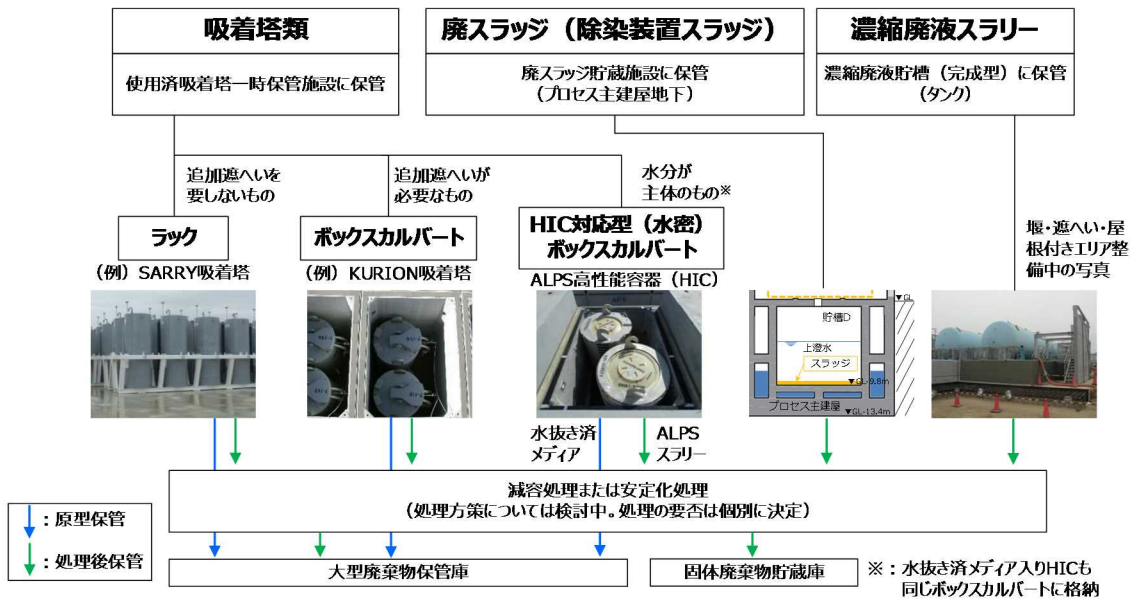 吸着塔類
使用済吸着塔一時保管施設に保管
廃スラッジ（除染装置スラッジ）
廃スラッジ貯蔵施設に保管
（プロセス主建屋地下）
濃縮廃液スラリー
濃縮廃液貯槽（完成型）に保管
（タンク）
追加遮へいを
要しないもの
追加遮へいが
必要なもの
水分が
主体のもの※
ラック
（例）SARRY吸着塔
ボックスカルバート
（例）KURION吸着塔
HIC対応型（水密）
ボックスカルバート
ALPS高性能容器（HIC）
堰・遮へい・屋
根付きエリア整
備中の写真
▼GL
貯槽D
上澄水
スラッジ
▼GL-9.8m
プロセス主建屋
▼GL-13.4m
水抜き済
メディア
ALPS
スラリー
減容処理または安定化処理
（処理方策については検討中。処理の要否は個別に決定）
：原型保管
：処理後保管
大型廃棄物保管庫
固体廃棄物貯蔵庫
※：水抜き済メディア入りHICも
同じボックスカルバートに格納